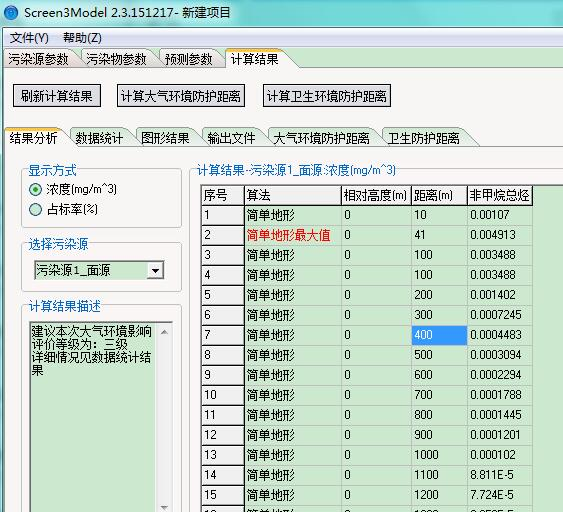 Screen3Model 2.3.151217- 新建项目
文件(Y) 帮助(Z)
污染源参数 污染物参数 预测参数 计算结果
刷新计算结果 计算大气环境防护距离 计算卫生环境防护距离
结果分析 数据统计 图形结果 输出文件 大气环境防护距离 卫生防护距离
显示方式
浓度(mg/m^3)
占标率(%)
选择污染源
污染源1_面源
计算结果描述
建议本次大气环境影响
评价等级为：三级
详细情况见数据统计结
果
计算结果--污染源1_面源:浓度(mg/m^3)
序号 算法 相对高度(m) 距离(m) 非甲烷总烃
1 简单地形 0 10 0.00107
2 简单地形最大值 0 41 0.004913
3 简单地形 0 100 0.003488
4 简单地形 0 100 0.003488
5 简单地形 0 200 0.001402
6 简单地形 0 300 0.0007245
7 简单地形 0 400 0.0004483
8 简单地形 0 500 0.0003094
9 简单地形 0 600 0.0002294
10 简单地形 0 700 0.0001788
11 简单地形 0 800 0.0001445
12 简单地形 0 900 0.0001201
13 简单地形 0 1000 0.000102
14 简单地形 0 1100 8.811E-5
15 简单地形 0 1200 7.724E-5